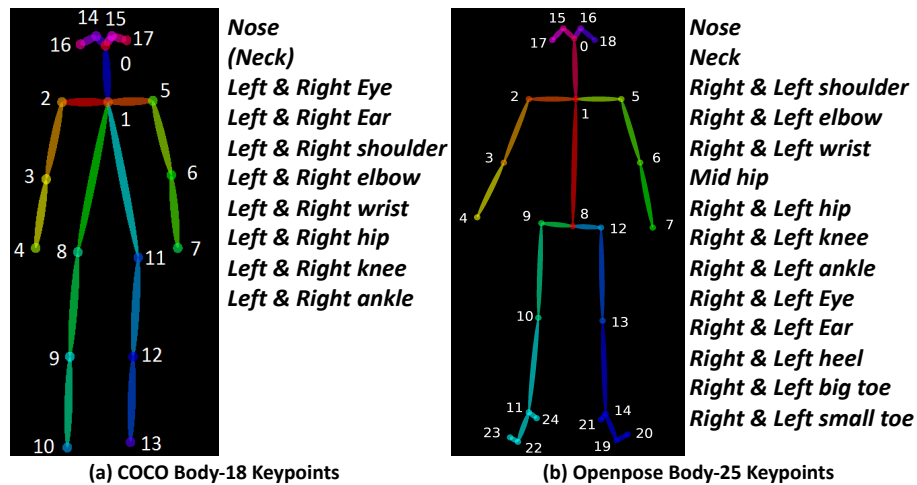 14 15
16 17
0
2 5
1
3 6
4 7
8 11
9 12
10 13
Nose
(Neck)
Left & Right Eye
Left & Right Ear
Left & Right shoulder
Left & Right elbow
Left & Right wrist
Left & Right hip
Left & Right knee
Left & Right ankle
(a) COCO Body-18 Keypoints
15 16
17 18
0
2 5
1
3 6
4 7
9 8 12
10 13
11 14
24 21
23 20
22 19
Nose
Neck
Right & Left shoulder
Right & Left elbow
Right & Left wrist
Mid hip
Right & Left hip
Right & Left knee
Right & Left ankle
Right & Left Eye
Right & Left Ear
Right & Left heel
Right & Left big toe
Right & Left small toe
(b) Openpose Body-25 Keypoints